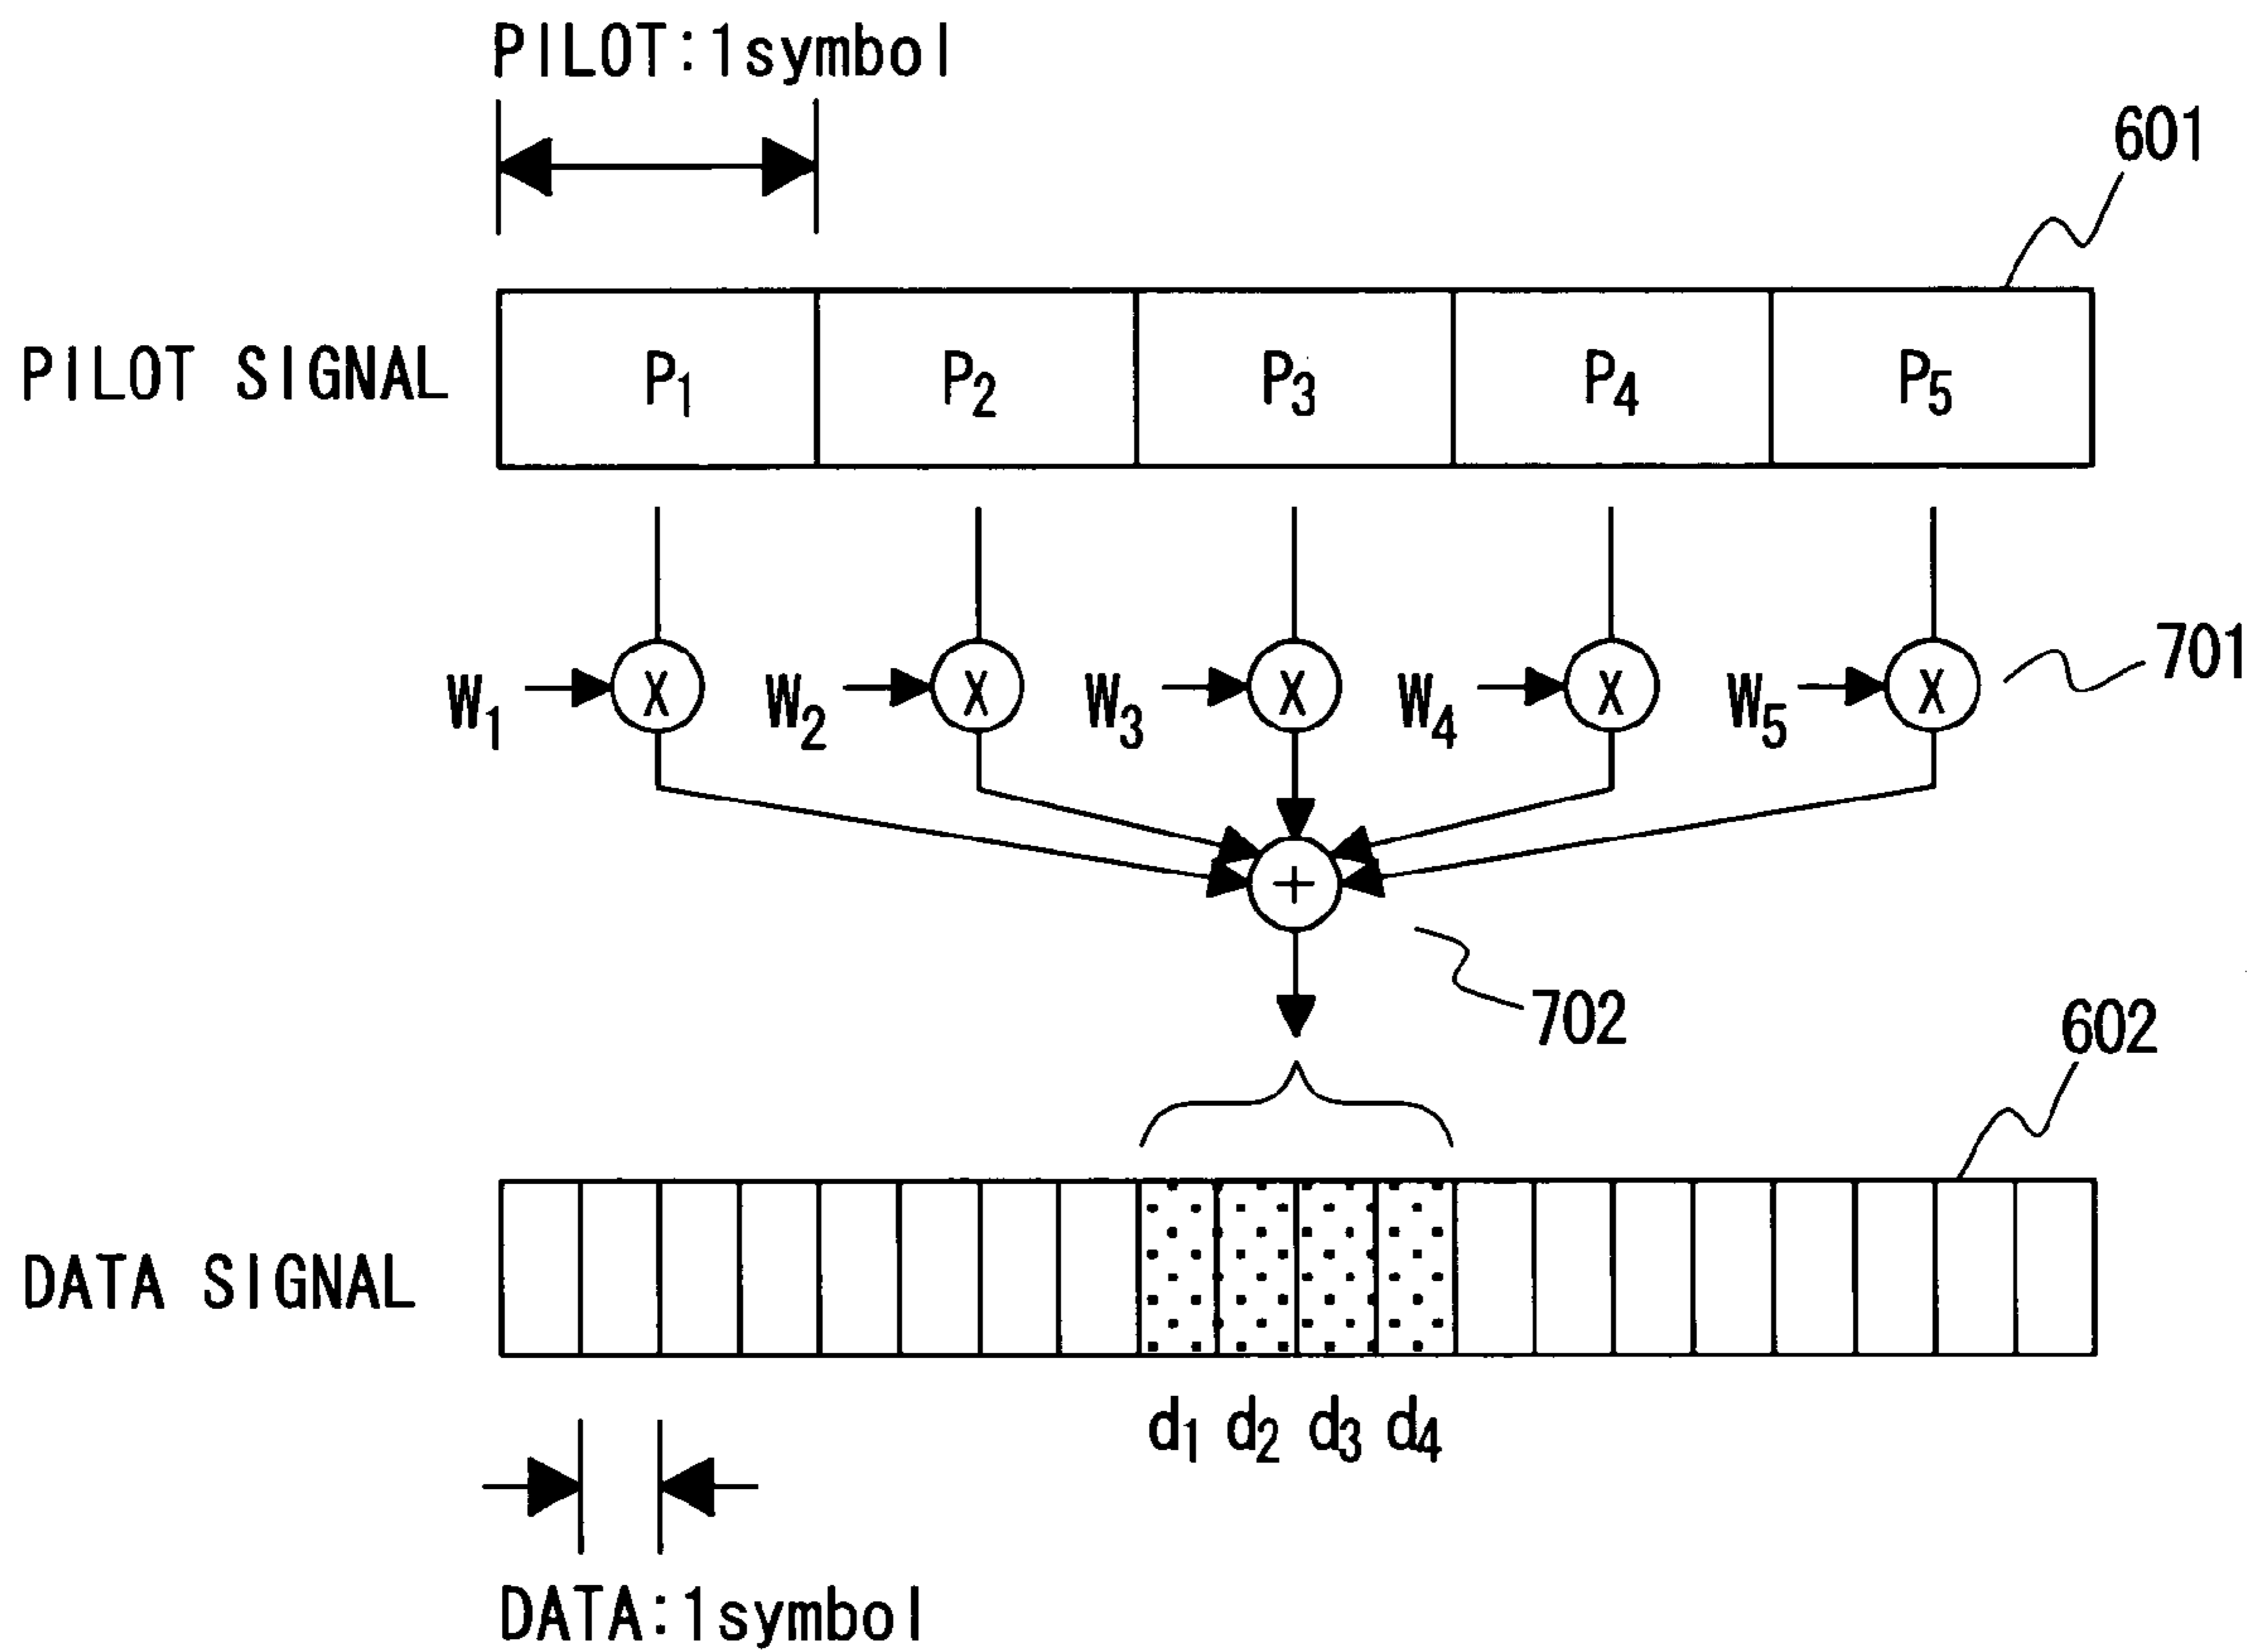 PILOT:1symbol
601
PILOT SIGNAL P1 P2 P3 P4 P5
701
W1 X W2 X W3 X W4 X W5 X
+
702
602
DATA SIGNAL
d1 d2 d3 d4
DATA:1symbol